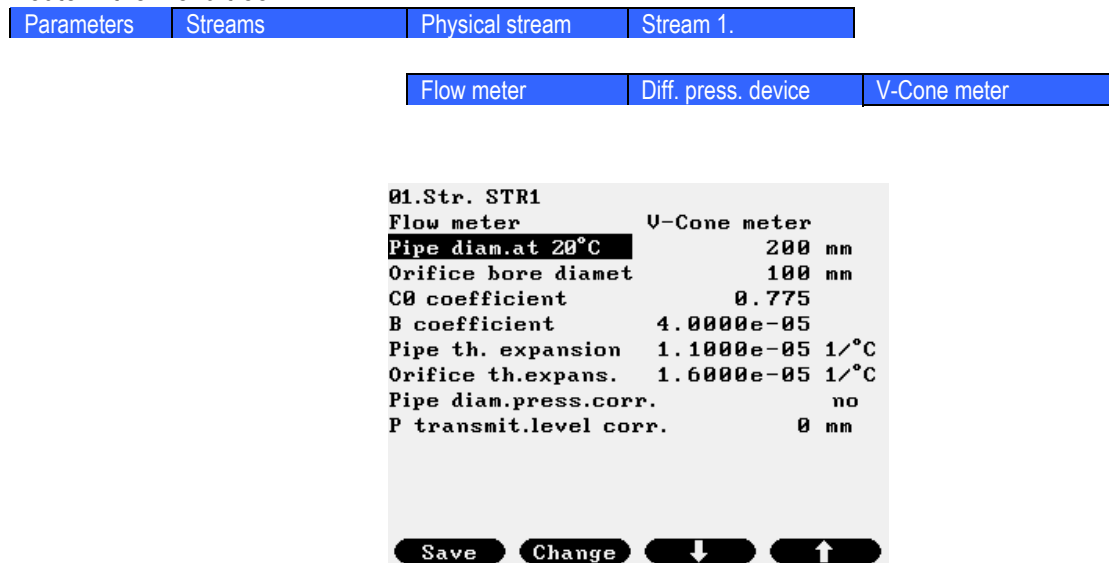 Parameters Streams Physical stream Stream 1.
Flow meter Diff. press. device V-Cone meter
01.Str. STR1
Flow meter V-Cone meter
Pipe diam.at 20°C 200 mm
Orifice bore diamet 100 mm
C0 coefficient 0.775
B coefficient 4.0000e-05
Pipe th. expansion 1.1000e-05 1/°C
Orifice th.expans. 1.6000e-05 1/°C
Pipe diam.press.corr. no
P transmit.level corr. 0 mm
Save Change